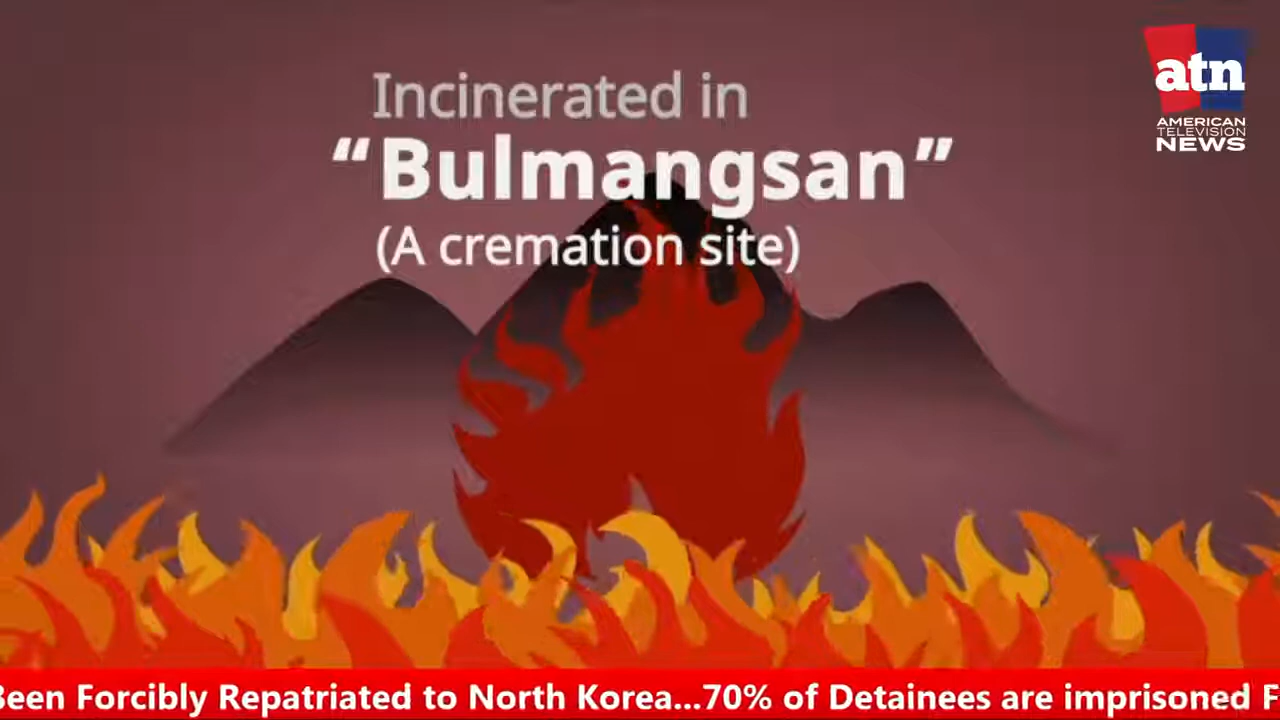 Incinerated in
“Bulmangsan”
(A cremation site)
atn
AMERICAN
TELEVISION
NEWS
Been Forcibly Repatriated to North Korea...70% of Detainees are imprisoned F